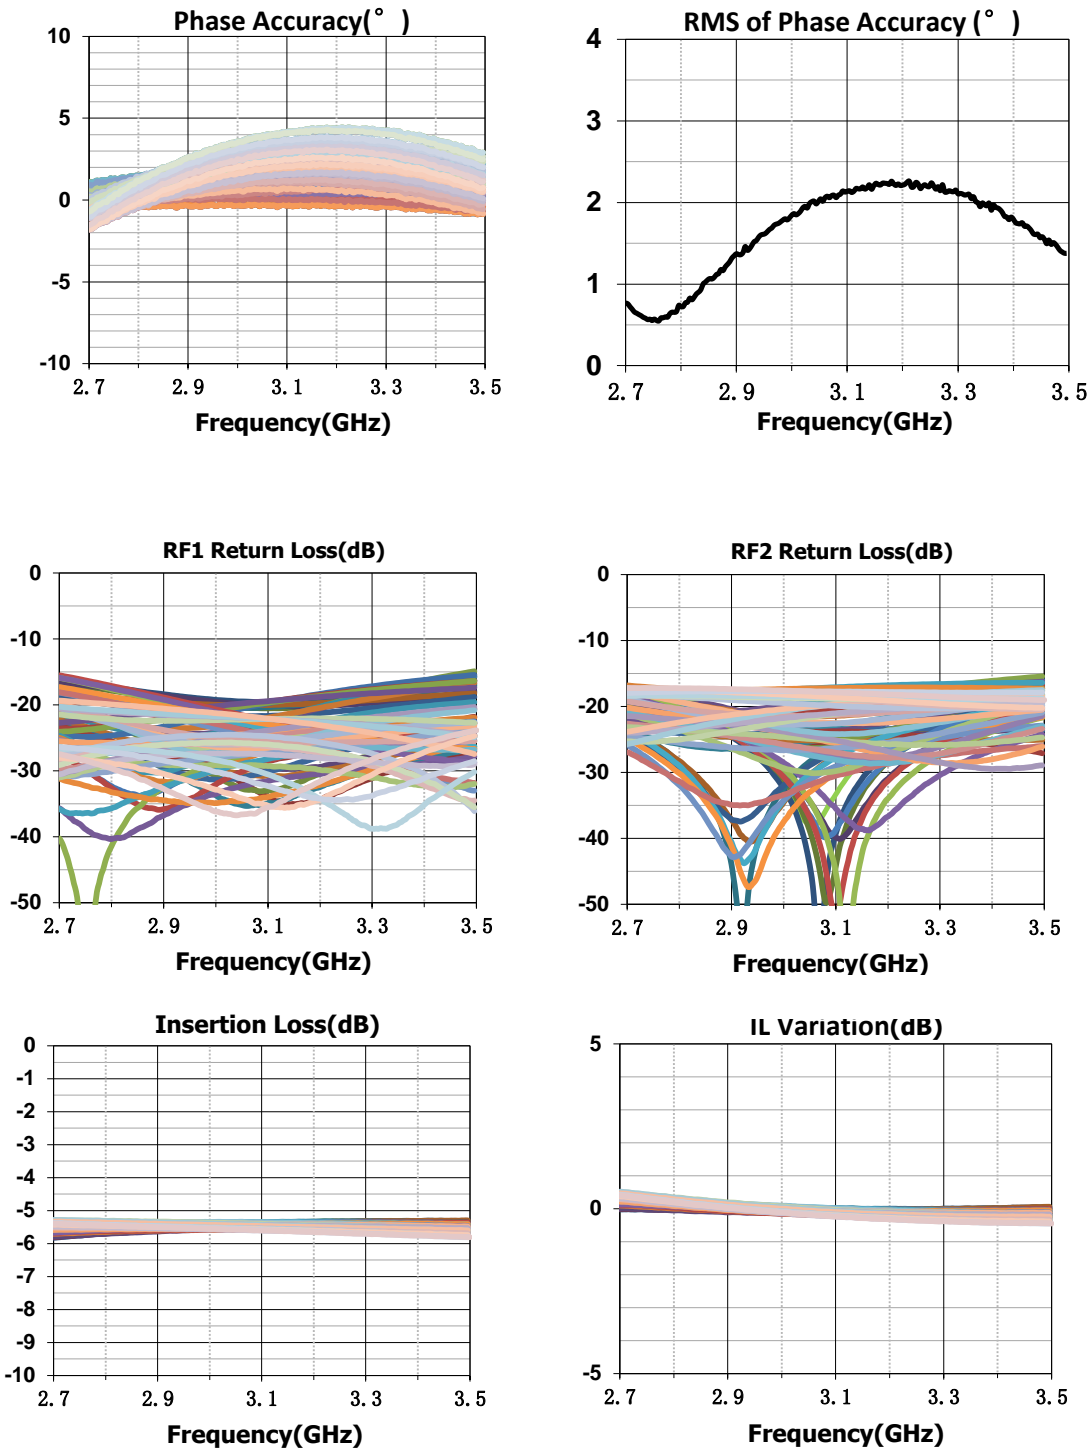 Phase Accuracy(° )
10
5
0
-5
-10
2.7 2.9 3.1 3.3 3.5
Frequency(GHz)
RMS of Phase Accuracy (° )
4
3
2
1
0
2.7 2.9 3.1 3.3 3.5
Frequency(GHz)
RF1 Return Loss(dB)
0
-10
-20
-30
-40
-50
2.7 2.9 3.1 3.3 3.5
Frequency(GHz)
RF2 Return Loss(dB)
0
-10
-20
-30
-40
-50
2.7 2.9 3.1 3.3 3.5
Frequency(GHz)
Insertion Loss(dB)
0
-1
-2
-3
-4
-5
-6
-7
-8
-9
-10
2.7 2.9 3.1 3.3 3.5
Frequency(GHz)
IL Variation(dB)
5
0
-5
2.7 2.9 3.1 3.3 3.5
Frequency(GHz)